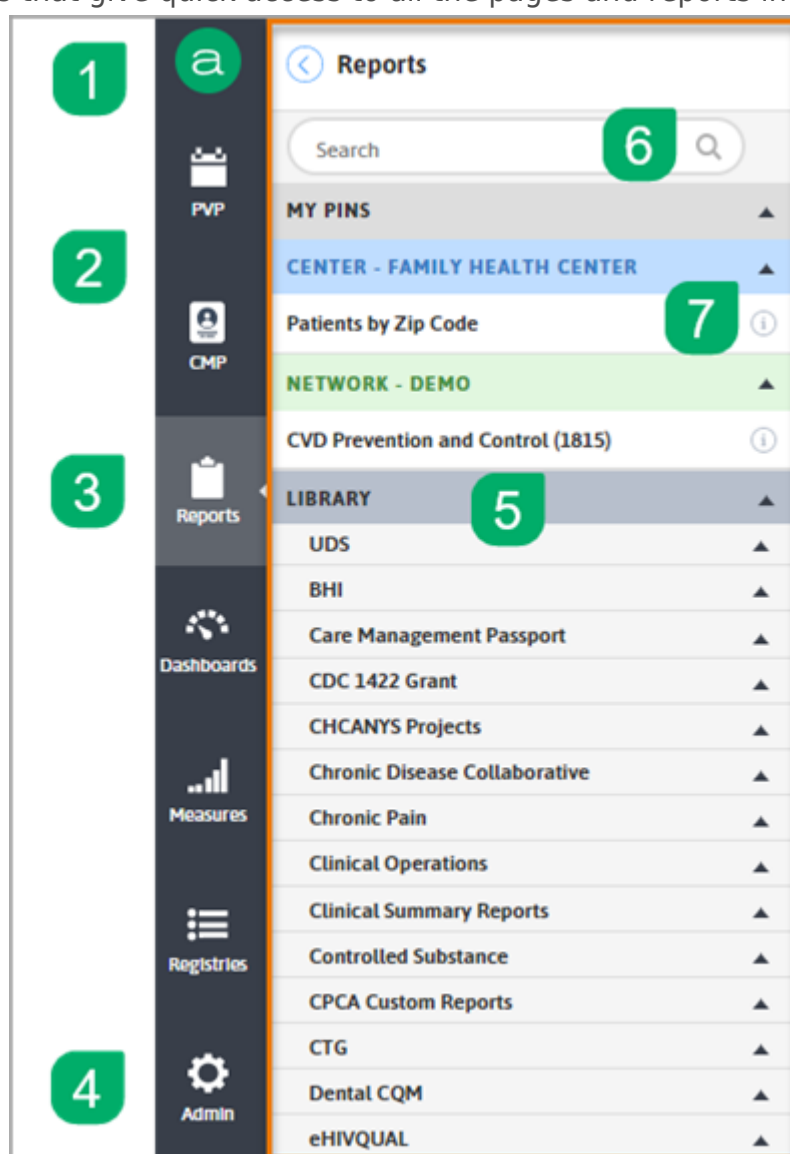 that give quick access to all the pages and reports in
1
a
Reports
6
Search
PVP
MY PINS
2
CENTER - FAMILY HEALTH CENTER
7
Patients by Zip Code
CMP
NETWORK - DEMO
CVD Prevention and Control (1815)
3
Reports
LIBRARY
5
UDS
BHI
Care Management Passport
Dashboards
CDC 1422 Grant
CHCANYS Projects
Chronic Disease Collaborative
Measures
Chronic Pain
Clinical Operations
Clinical Summary Reports
Registries
Controlled Substance
CPCA Custom Reports
CTG
4
Admin
Dental CQM
eHIVQUAL